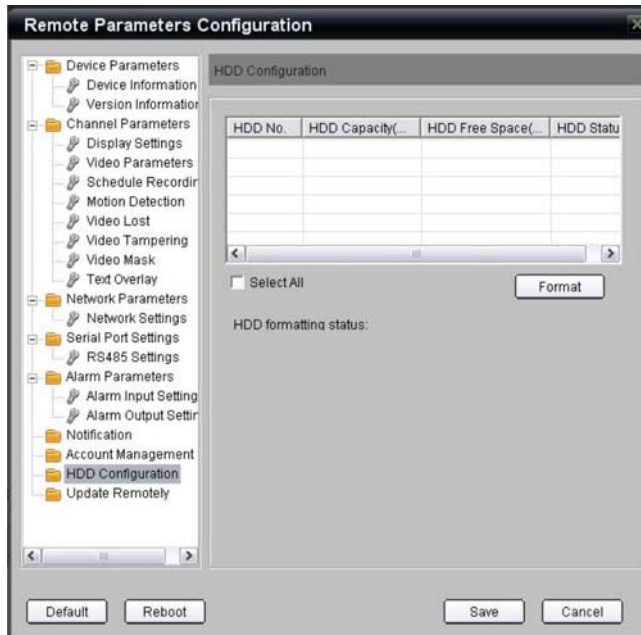 Remote Parameters Configuration
Device Parameters
Device Information
Version Information
Channel Parameters
Display Settings
Video Parameters
Schedule Recordin
Motion Detection
Video Lost
Video Tampering
Video Mask
Text Overlay
Network Parameters
Network Settings
Serial Port Settings
RS485 Settings
Alarm Parameters
Alarm Input Setting
Alarm Output Settin
Notification
Account Management
HDD Configuration
Update Remotely
HDD Configuration
HDD No. HDD Capacity(... HDD Free Space(... HDD Statu
Select All
Format
HDD formatting status:
Default Reboot Save Cancel